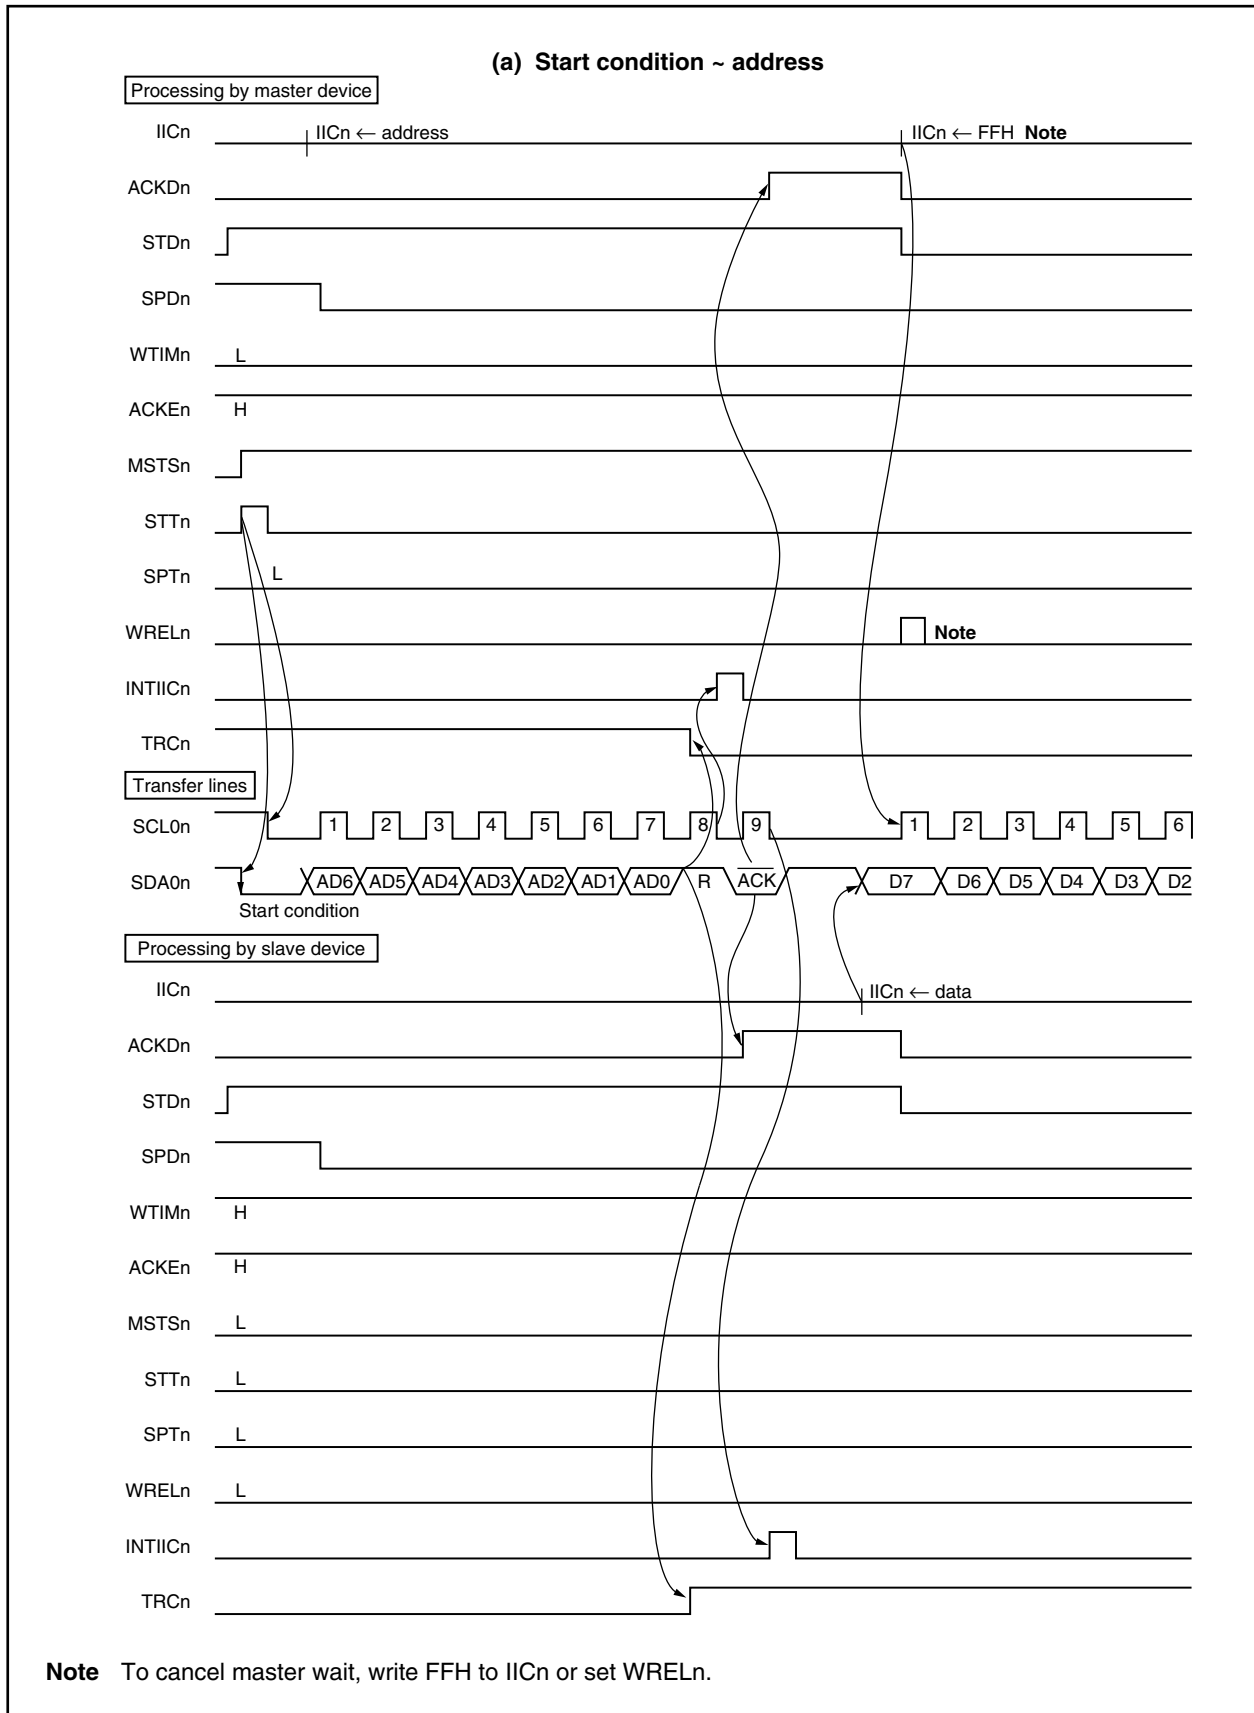 (a) Start condition ~ address
Processing by master device
IICn IICn ← address IICn ← FFH Note
ACKDn
STDn
SPDn
WTIMn L
ACKEn H
MSTSn
STTn
SPTn L
WRELn Note
INTIICn
TRCn
Transfer lines
SCL0n 1 2 3 4 5 6 7 8 9 1 2 3 4 5 6
SDA0n AD6 AD5 AD4 AD3 AD2 AD1 AD0 R A̅C̅K̅ D7 D6 D5 D4 D3 D2
Start condition
Processing by slave device
IICn IICn ← data
ACKDn
STDn
SPDn
WTIMn H
ACKEn H
MSTSn L
STTn L
SPTn L
WRELn L
INTIICn
TRCn
Note To cancel master wait, write FFH to IICn or set WRELn.